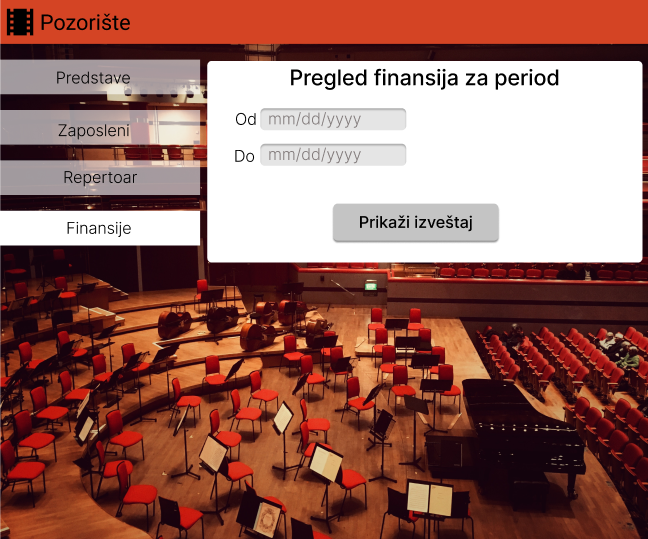 Pozorište
Predstave
Zaposleni
Repertoar
Finansije
Pregled finansija za period
Od mm/dd/yyyy
Do mm/dd/yyyy
Prikaži izveštaj